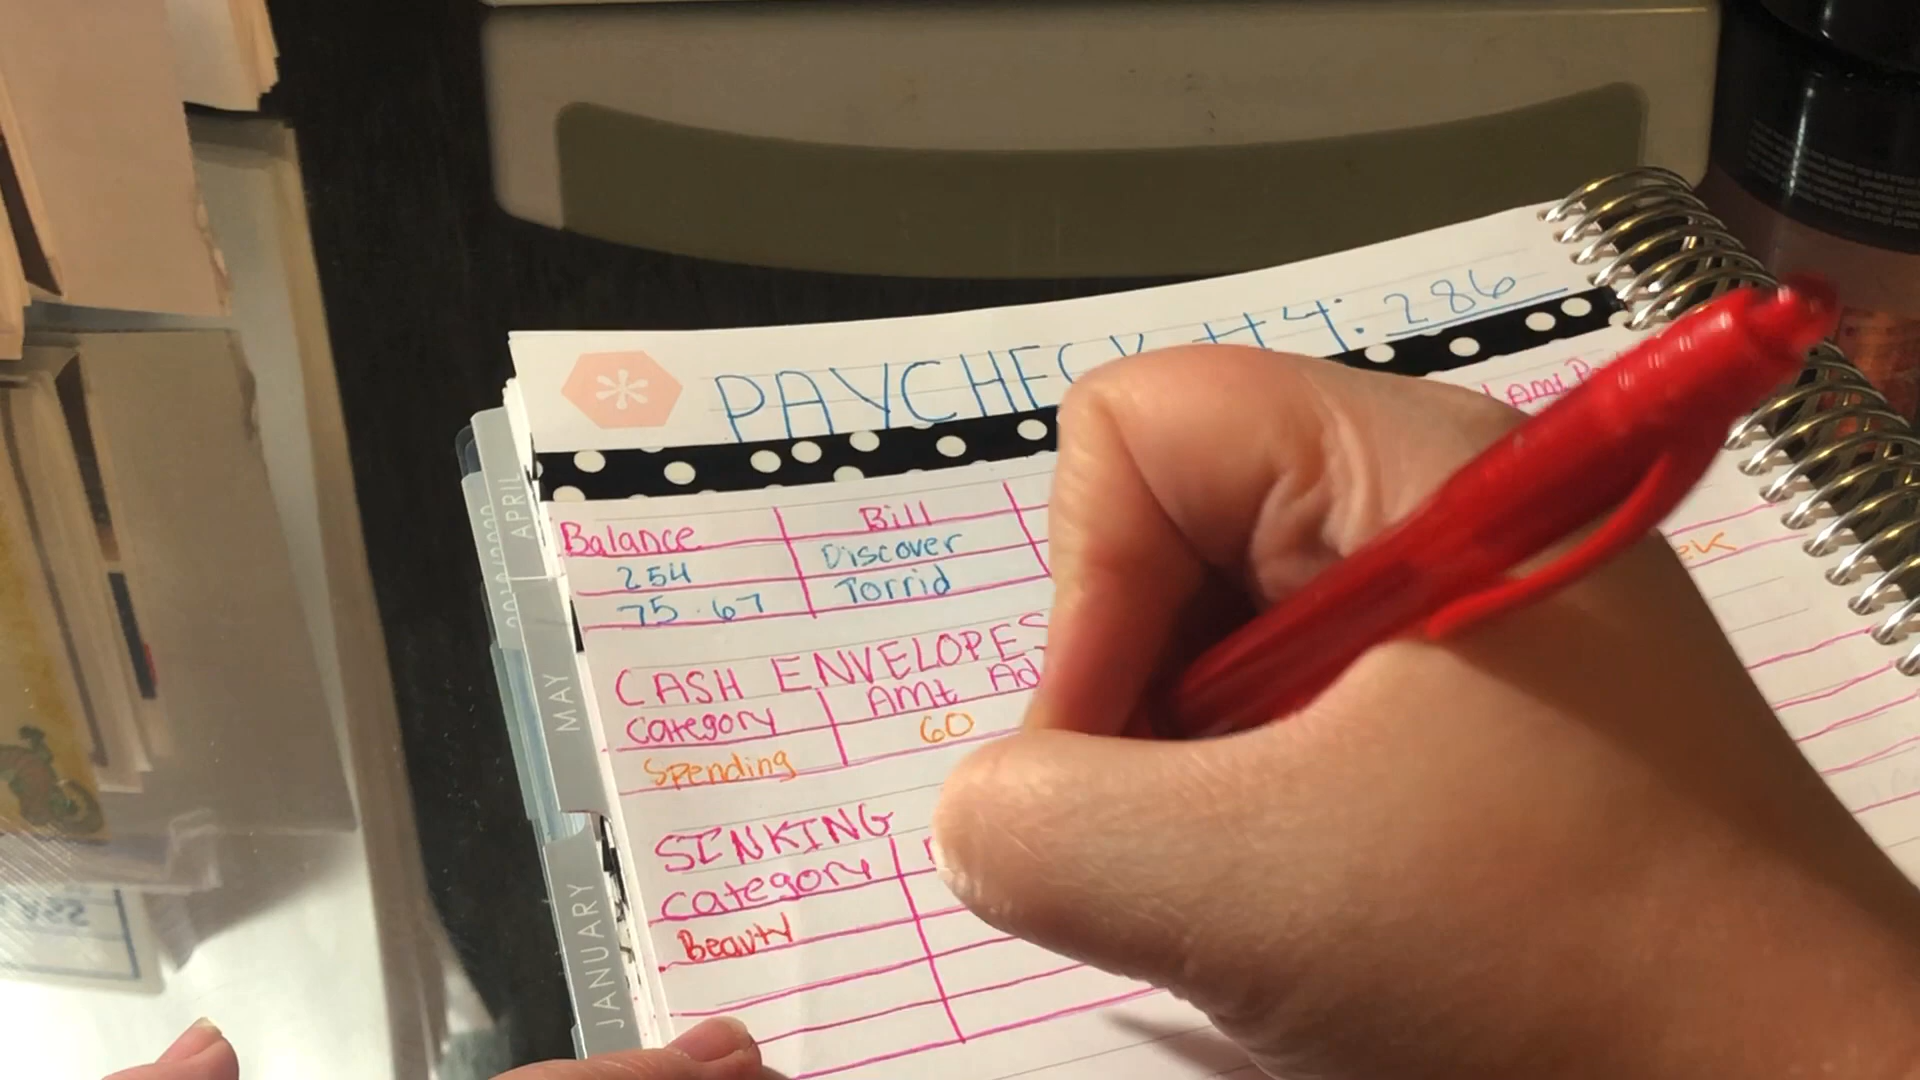 PAYCHECK #4: 286
Amt
Balance Bill
254 Discover
75.67 Torrid
CASH ENVELOPES
Category Amt Ad
Spending 60
SINKING
Category
Beauty
APRIL
MAY
JANUARY